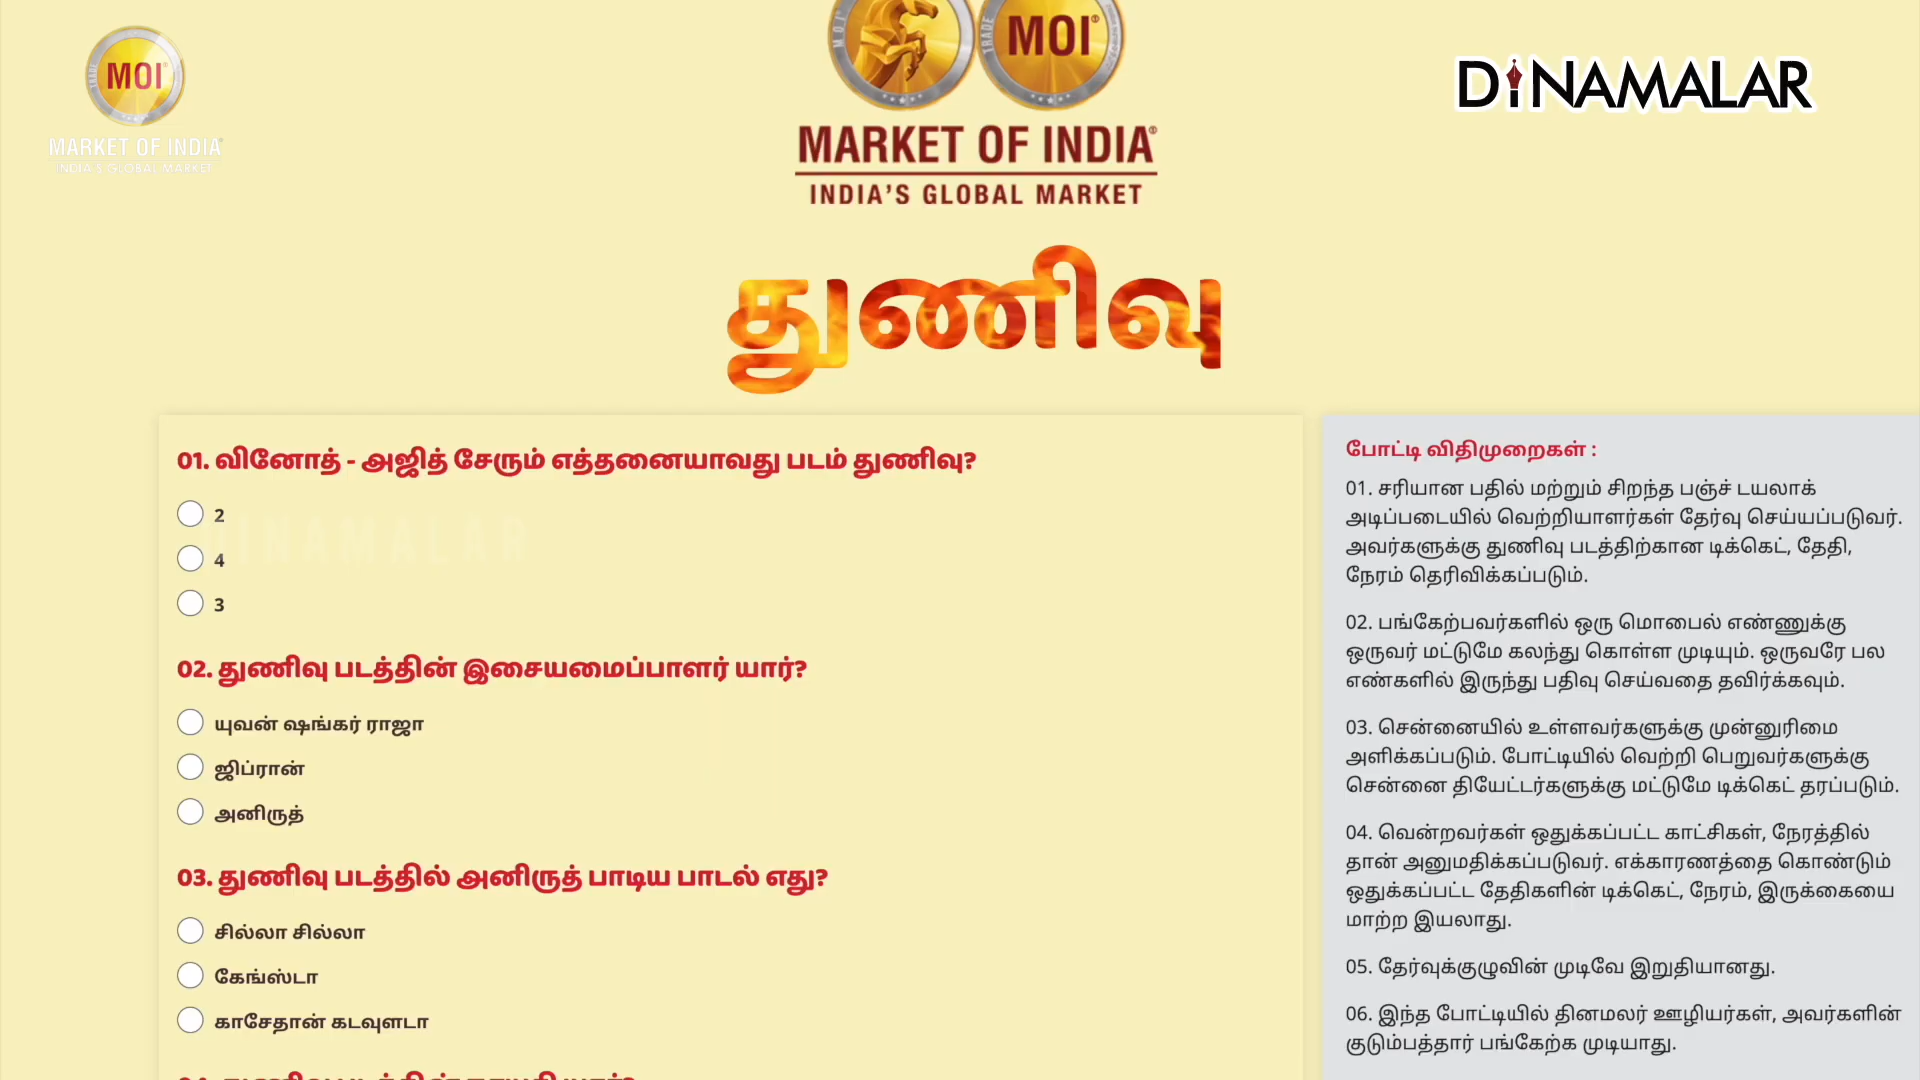 MOI
MARKET OF INDIA
INDIA'S GLOBAL MARKET
MOI
TRADE
MOI
MARKET OF INDIA
INDIA'S GLOBAL MARKET
DINAMALAR
துணிவு
01. வினோத் - அஜித் சேரும் எத்தனையாவது படம் துணிவு?
2
4
3
DINAMALAR
02. துணிவு படத்தின் இசையமைப்பாளர் யார்?
யுவன் ஷங்கர் ராஜா
ஜிப்ரான்
அனிருத்
03. துணிவு படத்தில் அனிருத் பாடிய பாடல் எது?
சில்லா சில்லா
கேங்ஸ்டா
காசேதான் கடவுளடா
போட்டி விதிமுறைகள் :
01. சரியான பதில் மற்றும் சிறந்த பஞ்ச் டயலாக்
அடிப்படையில் வெற்றியாளர்கள் தேர்வு செய்யப்படுவர்.
அவர்களுக்கு துணிவு படத்திற்கான டிக்கெட், தேதி,
நேரம் தெரிவிக்கப்படும்.
02. பங்கேற்பவர்களில் ஒரு மொபைல் எண்ணுக்கு
ஒருவர் மட்டுமே கலந்து கொள்ள முடியும். ஒருவரே பல
எண்களில் இருந்து பதிவு செய்வதை தவிர்க்கவும்.
03. சென்னையில் உள்ளவர்களுக்கு முன்னுரிமை
அளிக்கப்படும். போட்டியில் வெற்றி பெறுவர்களுக்கு
சென்னை தியேட்டர்களுக்கு மட்டுமே டிக்கெட் தரப்படும்.
04. வென்றவர்கள் ஒதுக்கப்பட்ட காட்சிகள், நேரத்தில்
தான் அனுமதிக்கப்படுவர். எக்காரணத்தை கொண்டும்
ஒதுக்கப்பட்ட தேதிகளின் டிக்கெட், நேரம், இருக்கையை
மாற்ற இயலாது.
05. தேர்வுக்குழுவின் முடிவே இறுதியானது.
06. இந்த போட்டியில் தினமலர் ஊழியர்கள், அவர்களின்
குடும்பத்தார் பங்கேற்க முடியாது.